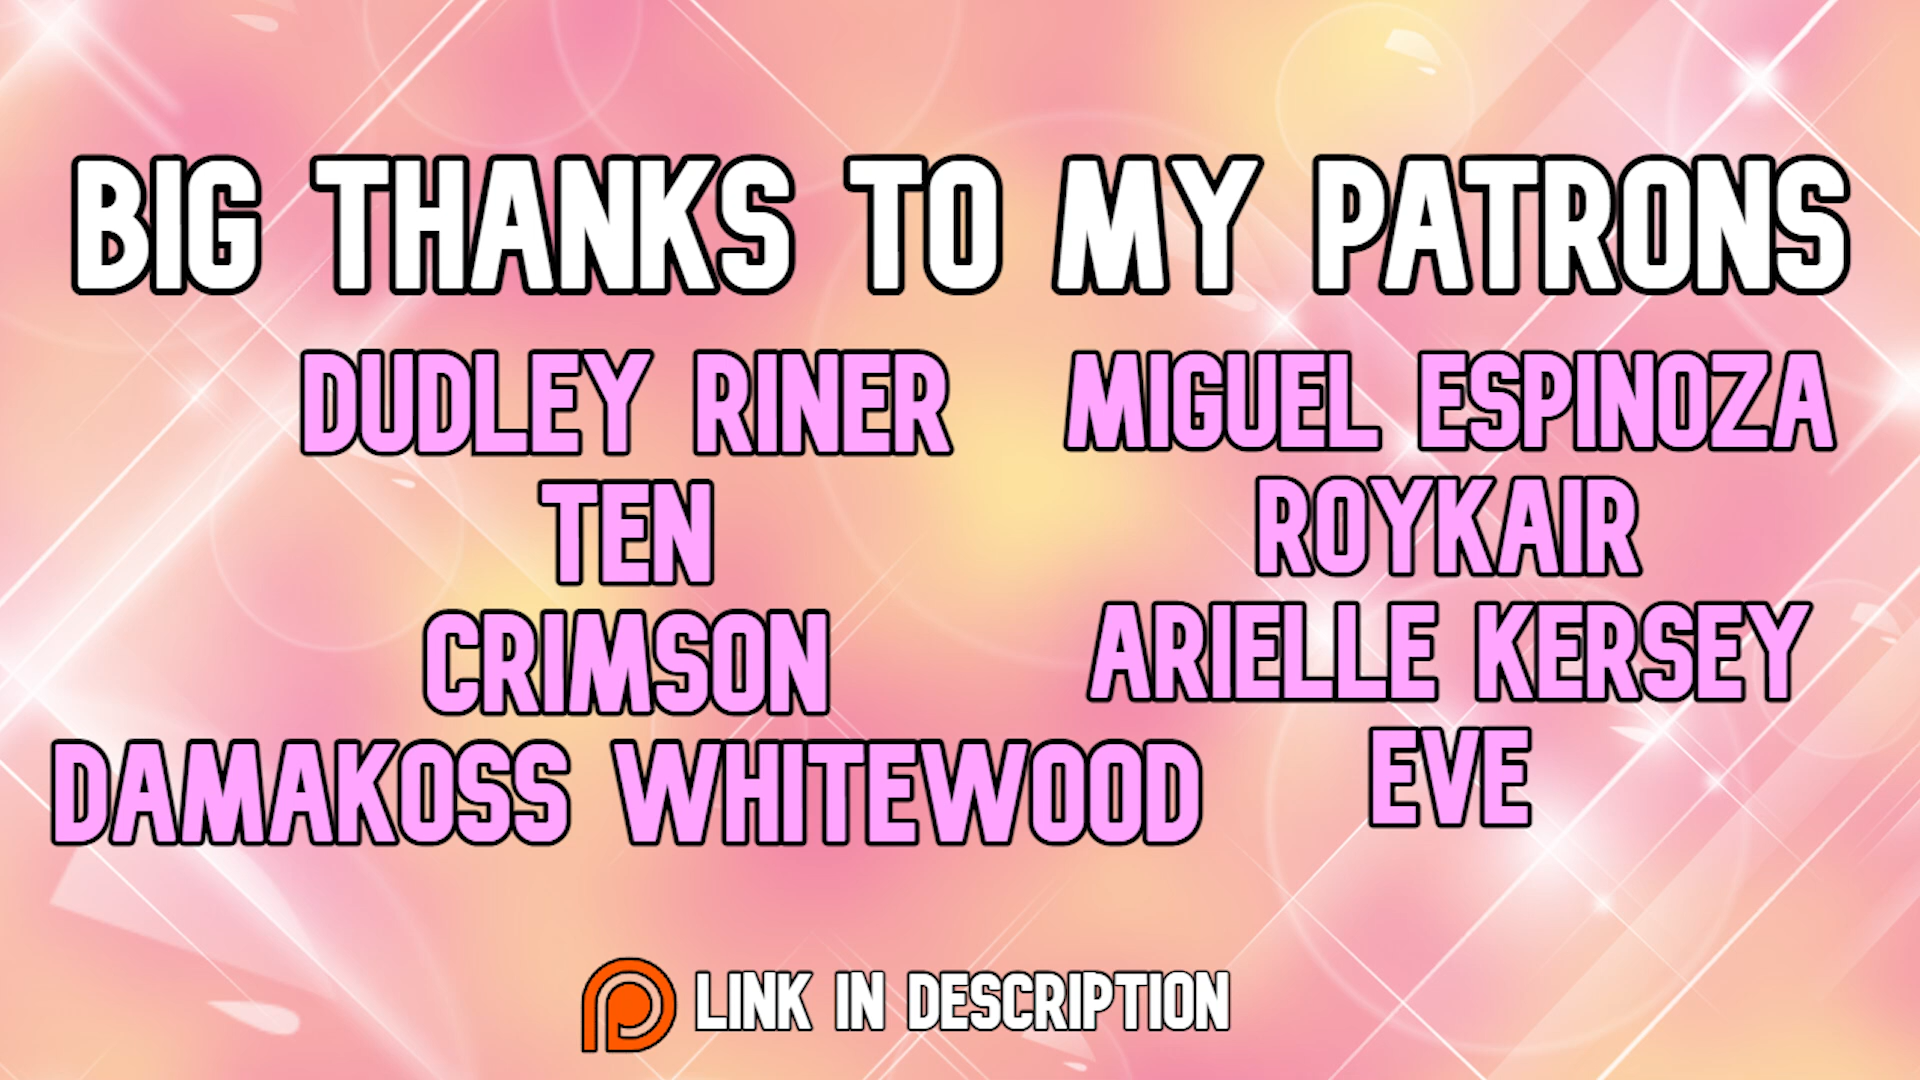 BIG THANKS TO MY PATRONS
DUDLEY RINER
TEN
CRIMSON
DAMAKOSS WHITEWOOD
MIGUEL ESPINOZA
ROYKAIR
ARIELLE KERSEY
EVE
LINK IN DESCRIPTION